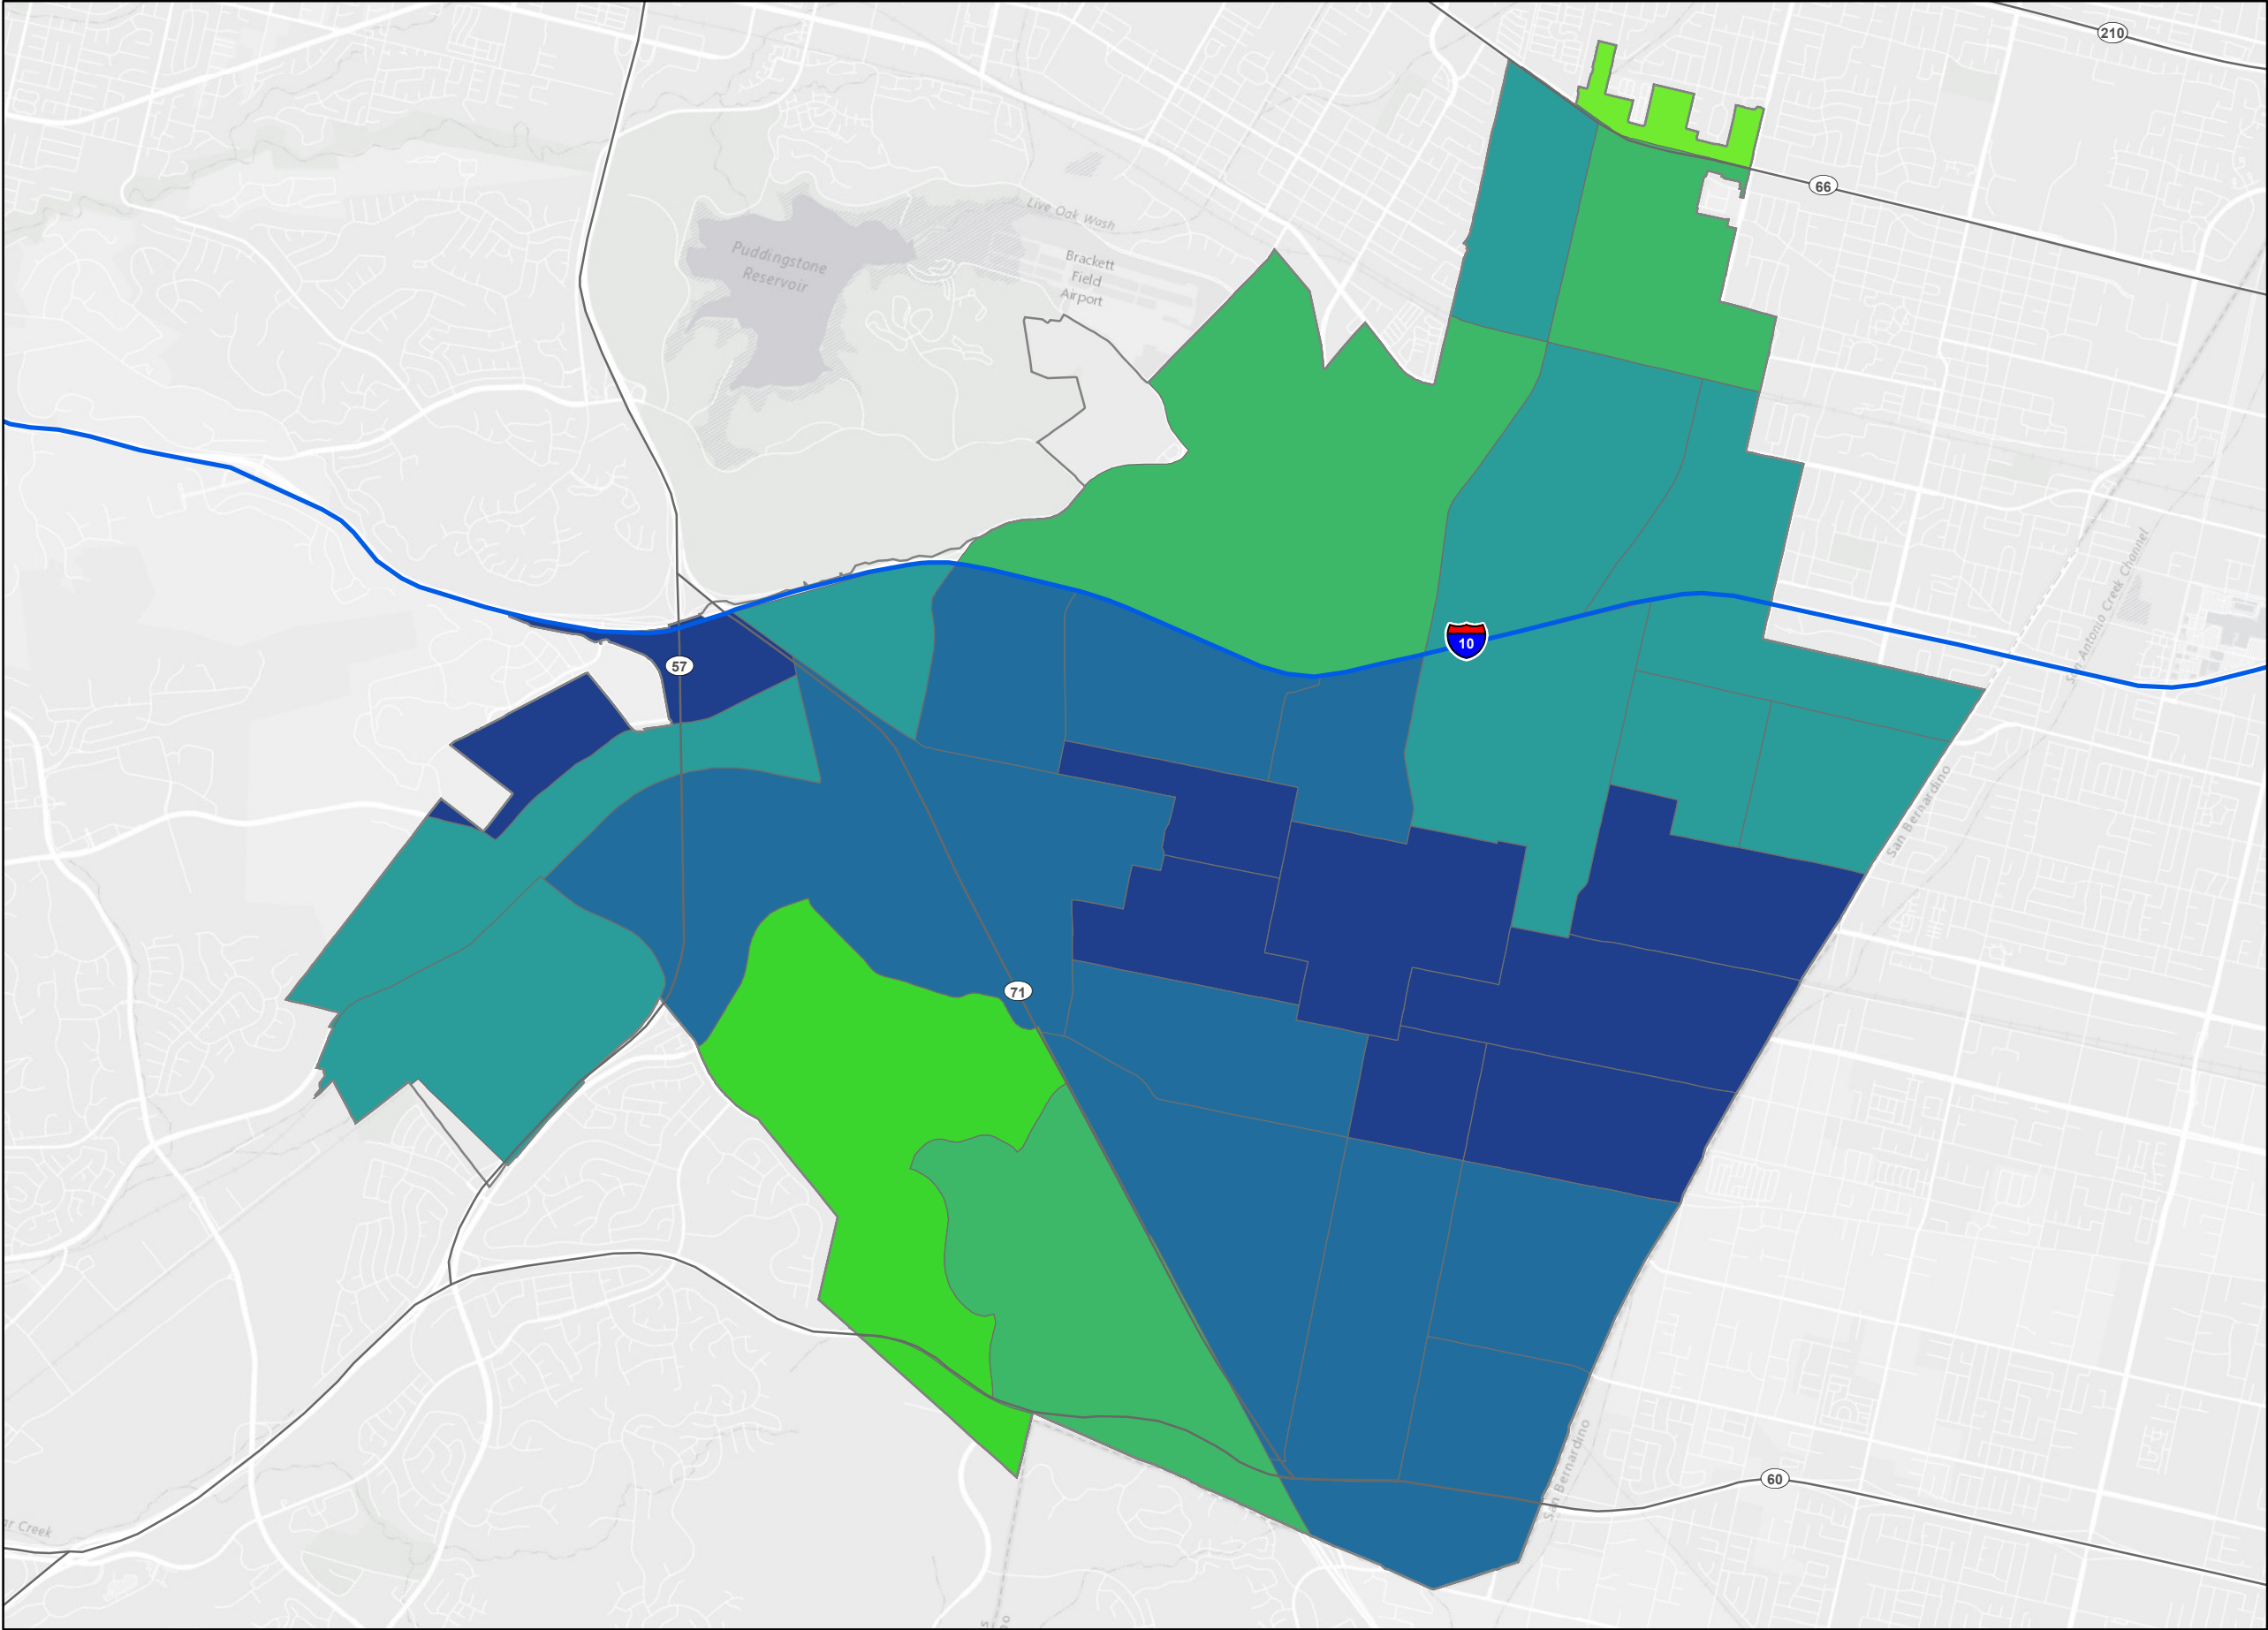 210
66
Live Oak Wash
Puddingstone
Reservoir
Brackett
Field
Airport
San Antonio Creek Channel
10
57
San Bernardino
71
San Bernardino
60
ar Creek